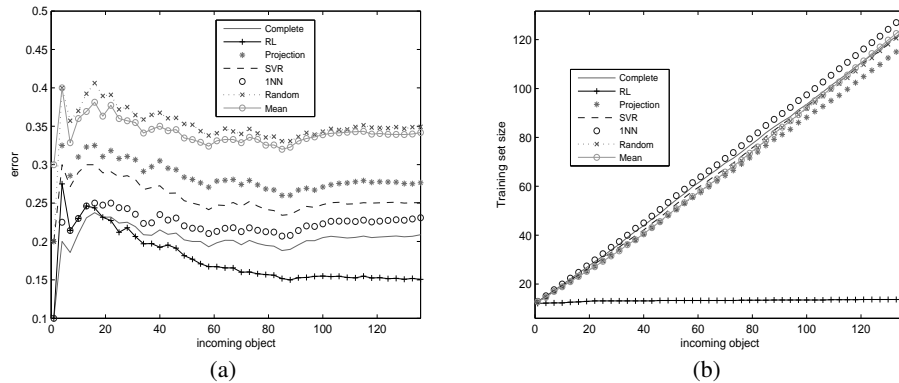 0.5
0.4
0.35
0.3
0.25
0.2
0.15
0.1
error
0 20 40 60 80 100 120
incoming object
Complete
RL
Projection
SVR
1NN
Random
Mean
(a)
120
100
80
60
40
20
Training set size
0 20 40 60 80 100 120
incoming object
Complete
RL
Projection
SVR
1NN
Random
Mean
(b)